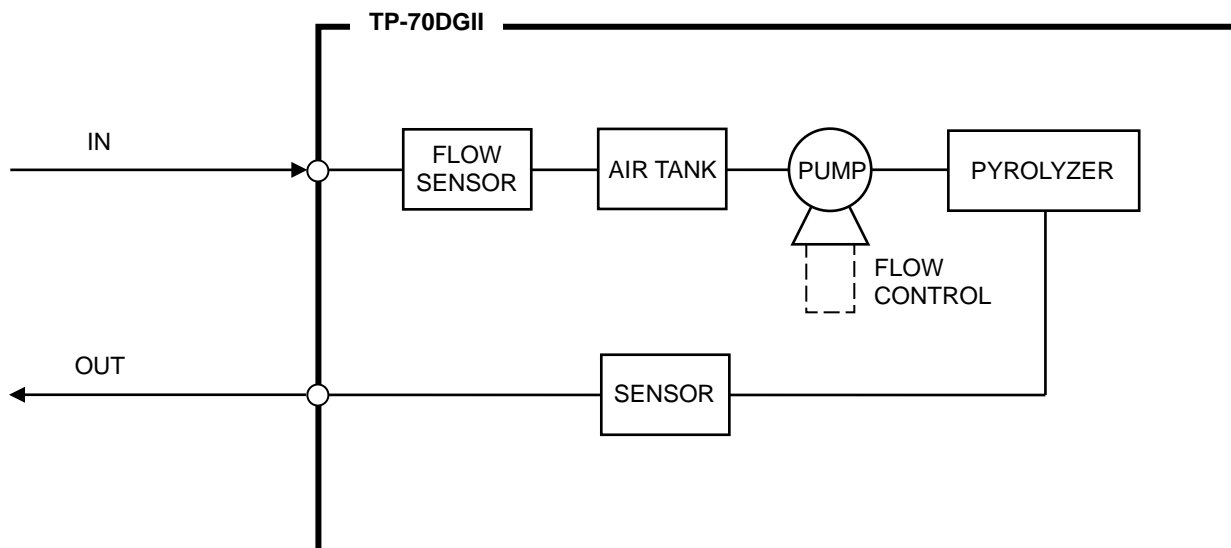 TP-70DGII
IN
FLOW
SENSOR
AIR TANK
PUMP
PYROLYZER
FLOW
CONTROL
OUT
SENSOR